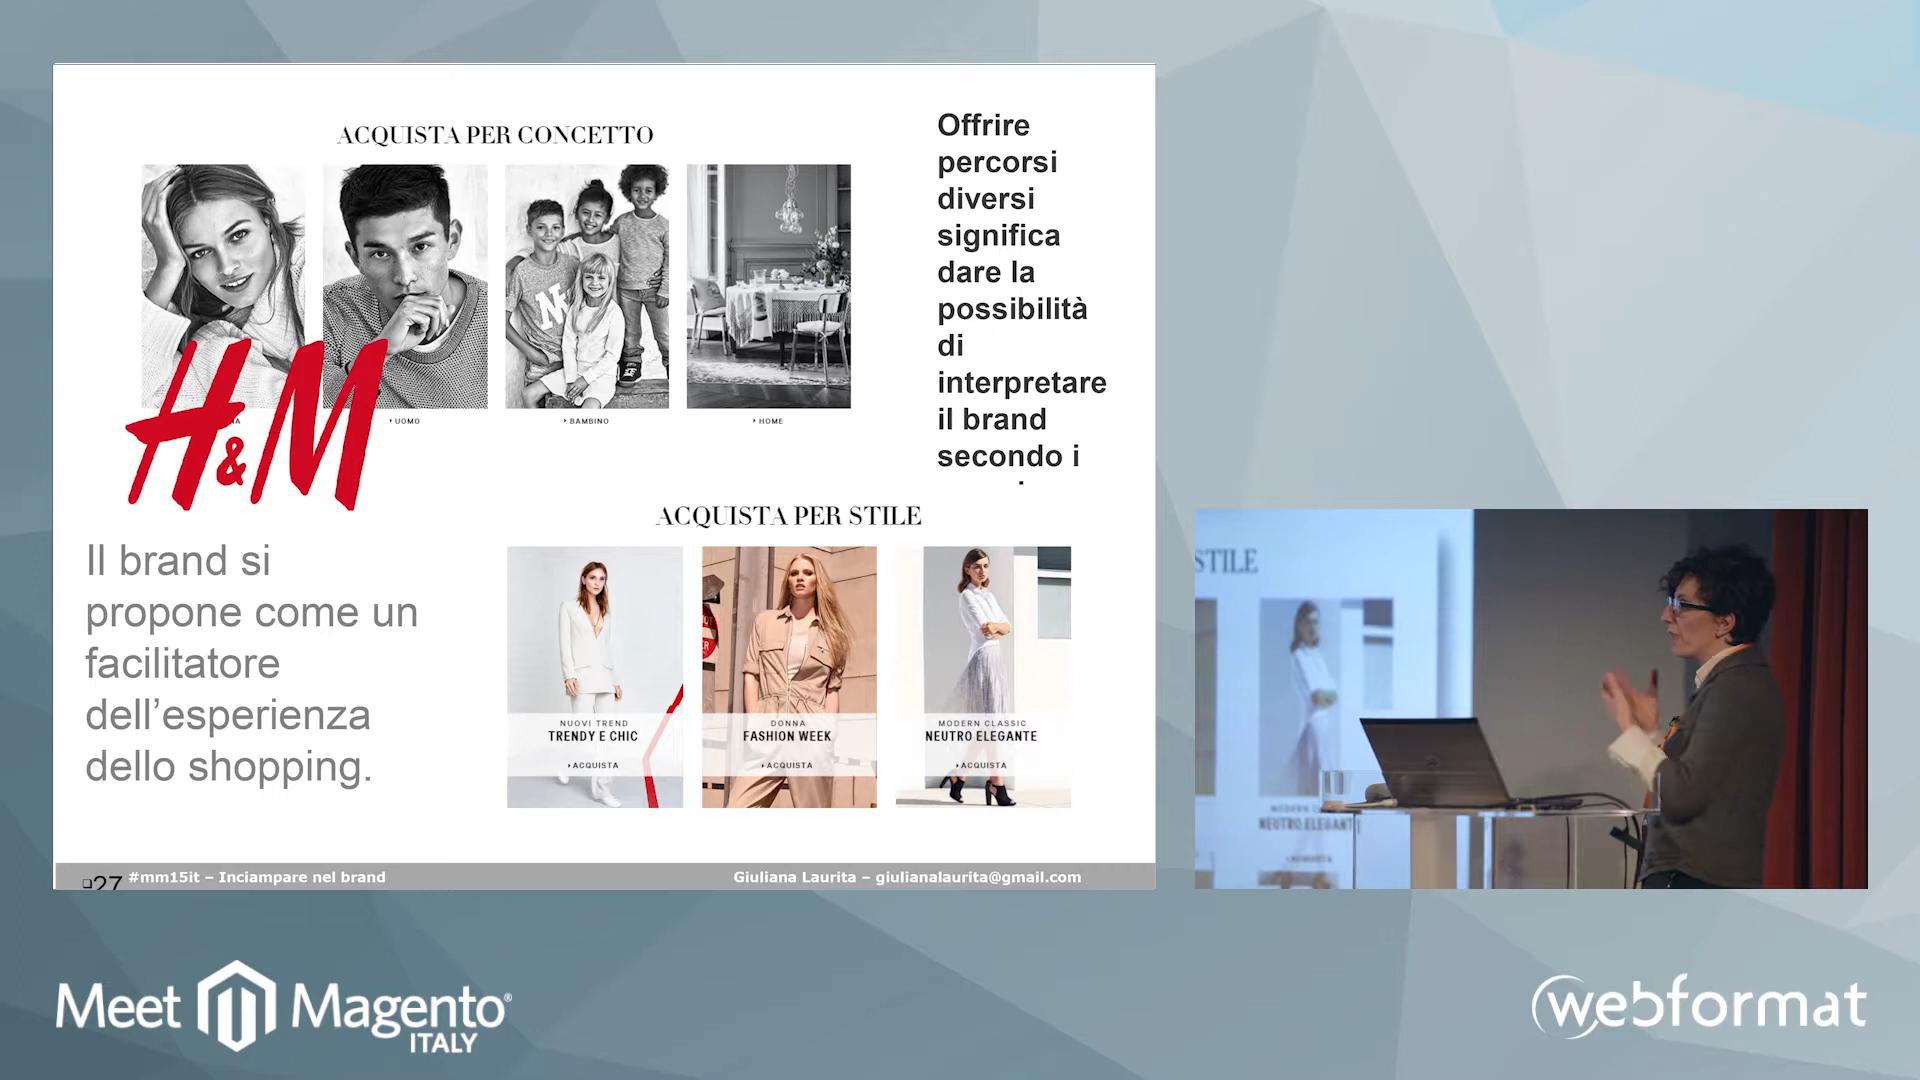 ACQUISTA PER CONCETTO
UOMO
BAMBINO
HOME
H&M
Offrire
percorsi
diversi
significa
dare la
possibilità
di
interpretare
il brand
secondo i
Il brand si
propone come un
facilitatore
dell’esperienza
dello shopping.
ACQUISTA PER STILE
NUOVI TREND
TRENDY E CHIC
ACQUISTA
DONNA
FASHION WEEK
ACQUISTA
MODERN CLASSIC
NEUTRO ELEGANTE
ACQUISTA
27
#mm15it – Inciampare nel brand
Giuliana Laurita – giulianalaurita@gmail.com
STILE
NEUTRO ELEGANT
Meet Magento®
ITALY
webformat